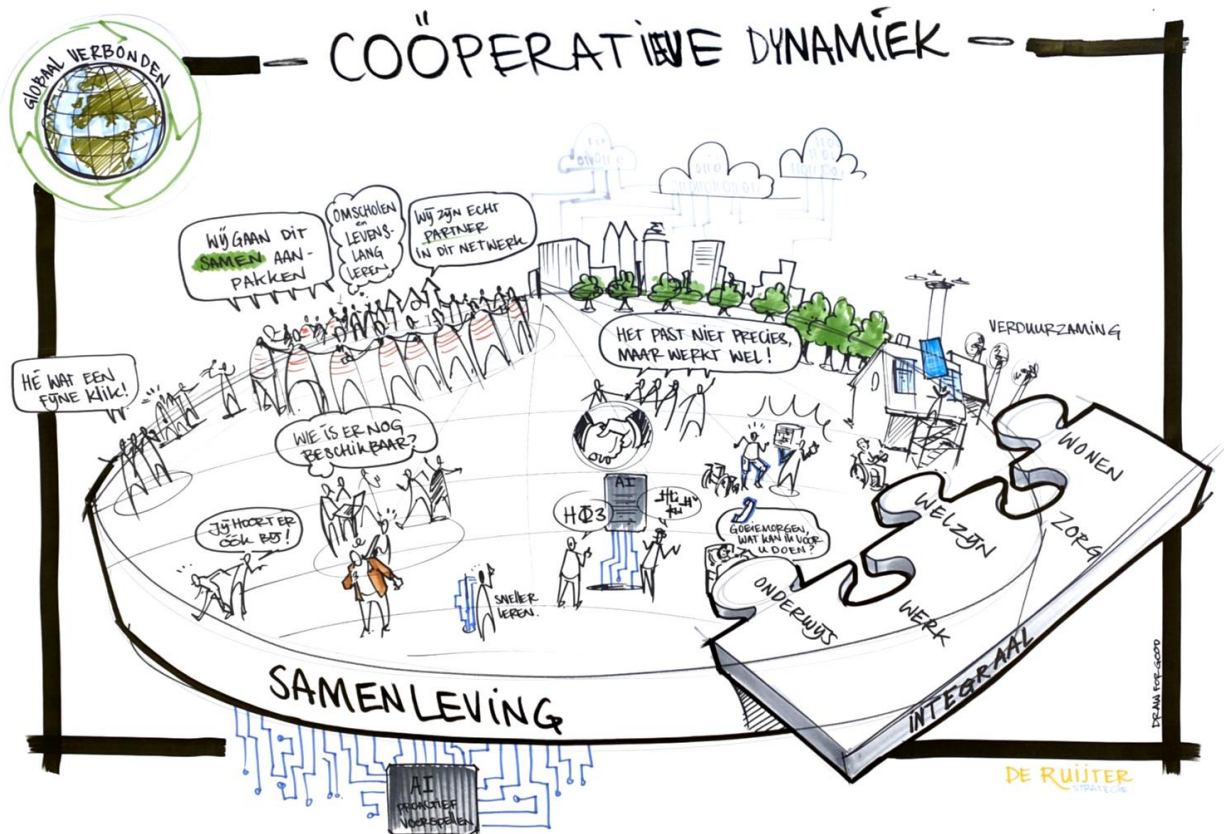 COÖPERATIEVE DYNAMIEK
GLOBAAL VERBONDEN
WIJ GAAN DIT
SAMEN AAN-
PAKKEN
OMSCHOLEN
en
LEVENS-
LANG
LEREN
WIJ ZIJN ECHT
PARTNER
IN DIT NETWERK
HET PAST NIET PRECIES,
MAAR WERKT WEL!
VERDUURZAMING
HÉ WAT EEN
FIJNE KLIK!
WIE IS ER NOG
BESCHIKBAAR?
JIJ HOORT ER
ÓÓK BIJ!
SNELLER
LEREN.
AI
HΦ3
GOEIEMORGEN,
WAT KAN IK VOOR
U DOEN?
WONEN
ZORG
WELZIJN
WERK
ONDERWIJS
INTEGRAAL
SAMENLEVING
AI
PROACTIEF
VOORSPELLEN
DRAW FOR GOOD
DE RUIJTER
STRATEGIE